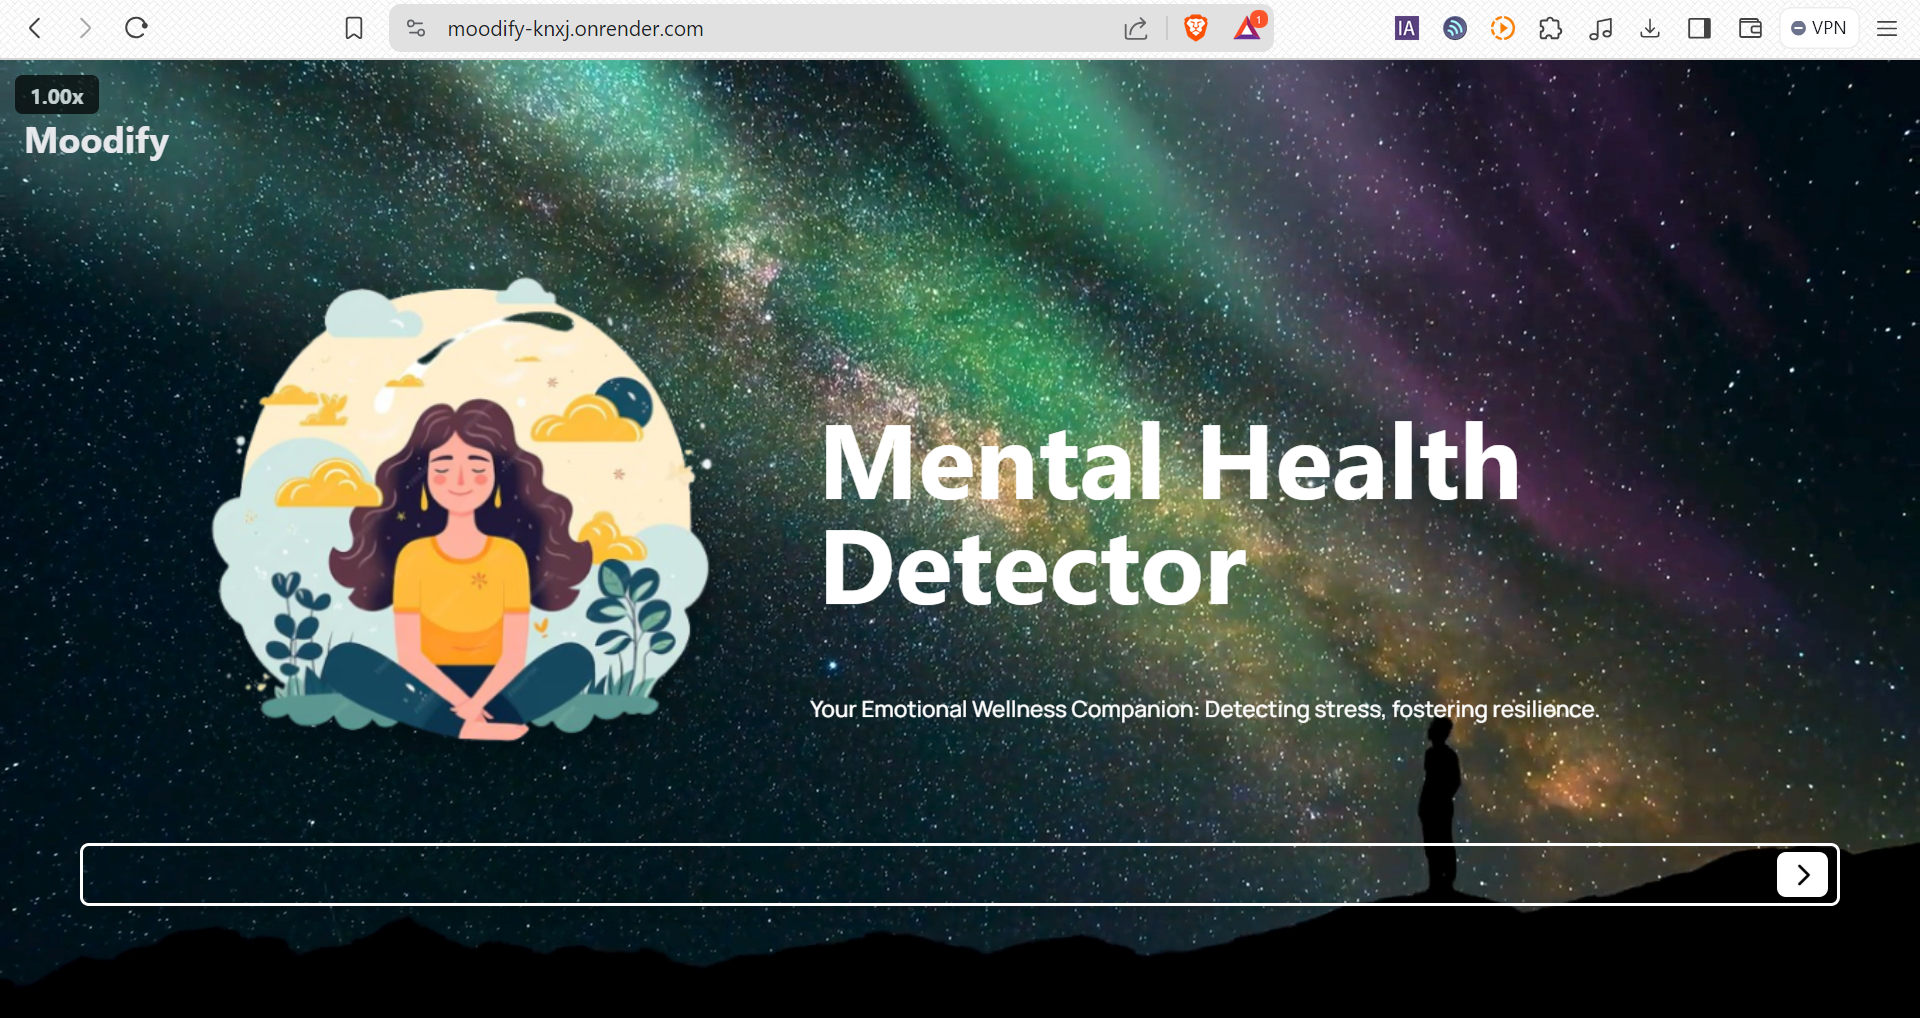 moodify-knxj.onrender.com
1
IA
VPN
1.00x
Moodify
Mental Health
Detector
Your Emotional Wellness Companion: Detecting stress, fostering resilience.